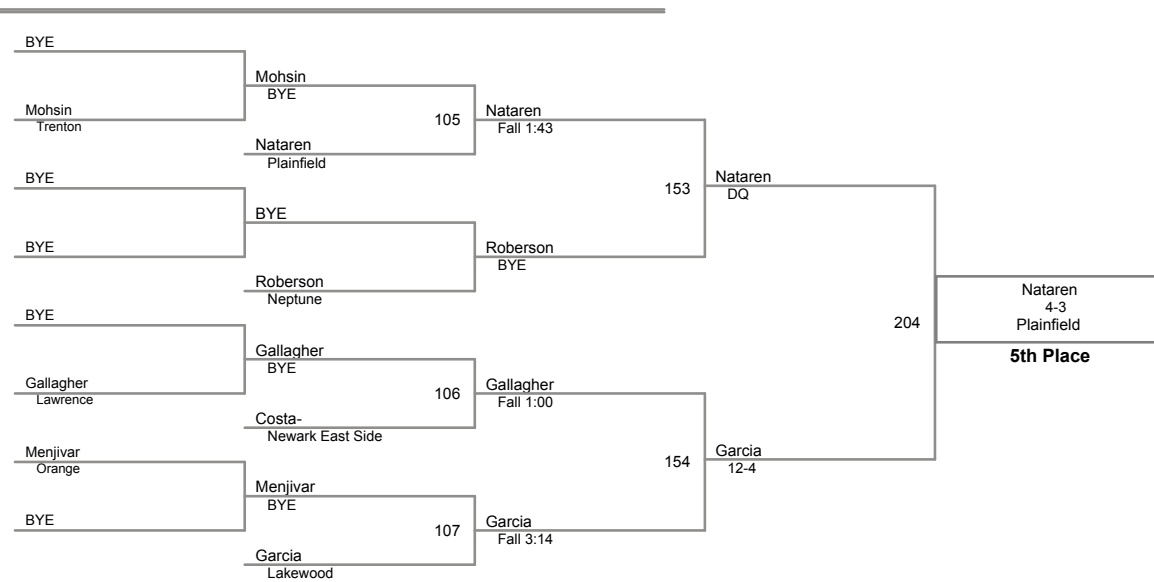 BYE
Mohsin
BYE
Mohsin
Trenton
105
Nataren
Fall 1:43
Nataren
Plainfield
BYE
153
Nataren
DQ
BYE
BYE
Roberson
BYE
Roberson
Neptune
Nataren
4-3
Plainfield
204
5th Place
BYE
Gallagher
BYE
Gallagher
Lawrence
106
Gallagher
Fall 1:00
Costa-
Newark East Side
Menjivar
Orange
154
Garcia
12-4
Menjivar
BYE
BYE
107
Garcia
Fall 3:14
Garcia
Lakewood